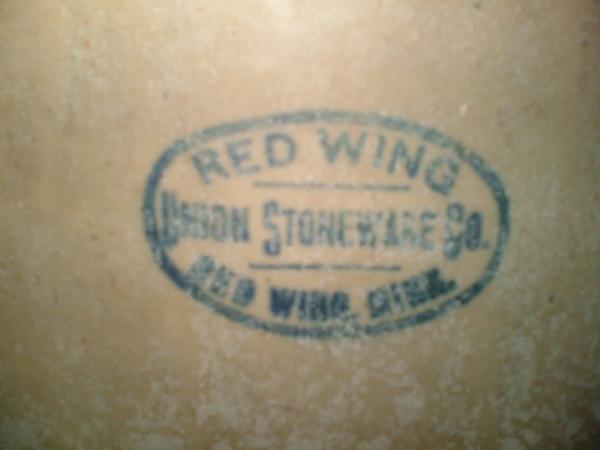 RED WING
UNION STONEWARE CO.
RED WING, MINN.